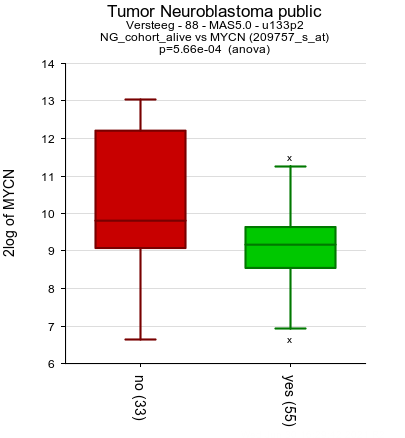 Tumor Neuroblastoma public
Versteeg - 88 - MAS5.0 - u133p2
NG_cohort_alive vs MYCN (209757_s_at)
p=5.66e-04 (anova)
2log of MYCN
14
13
12
11
10
9
8
7
6
x
x
no (33)
yes (55)